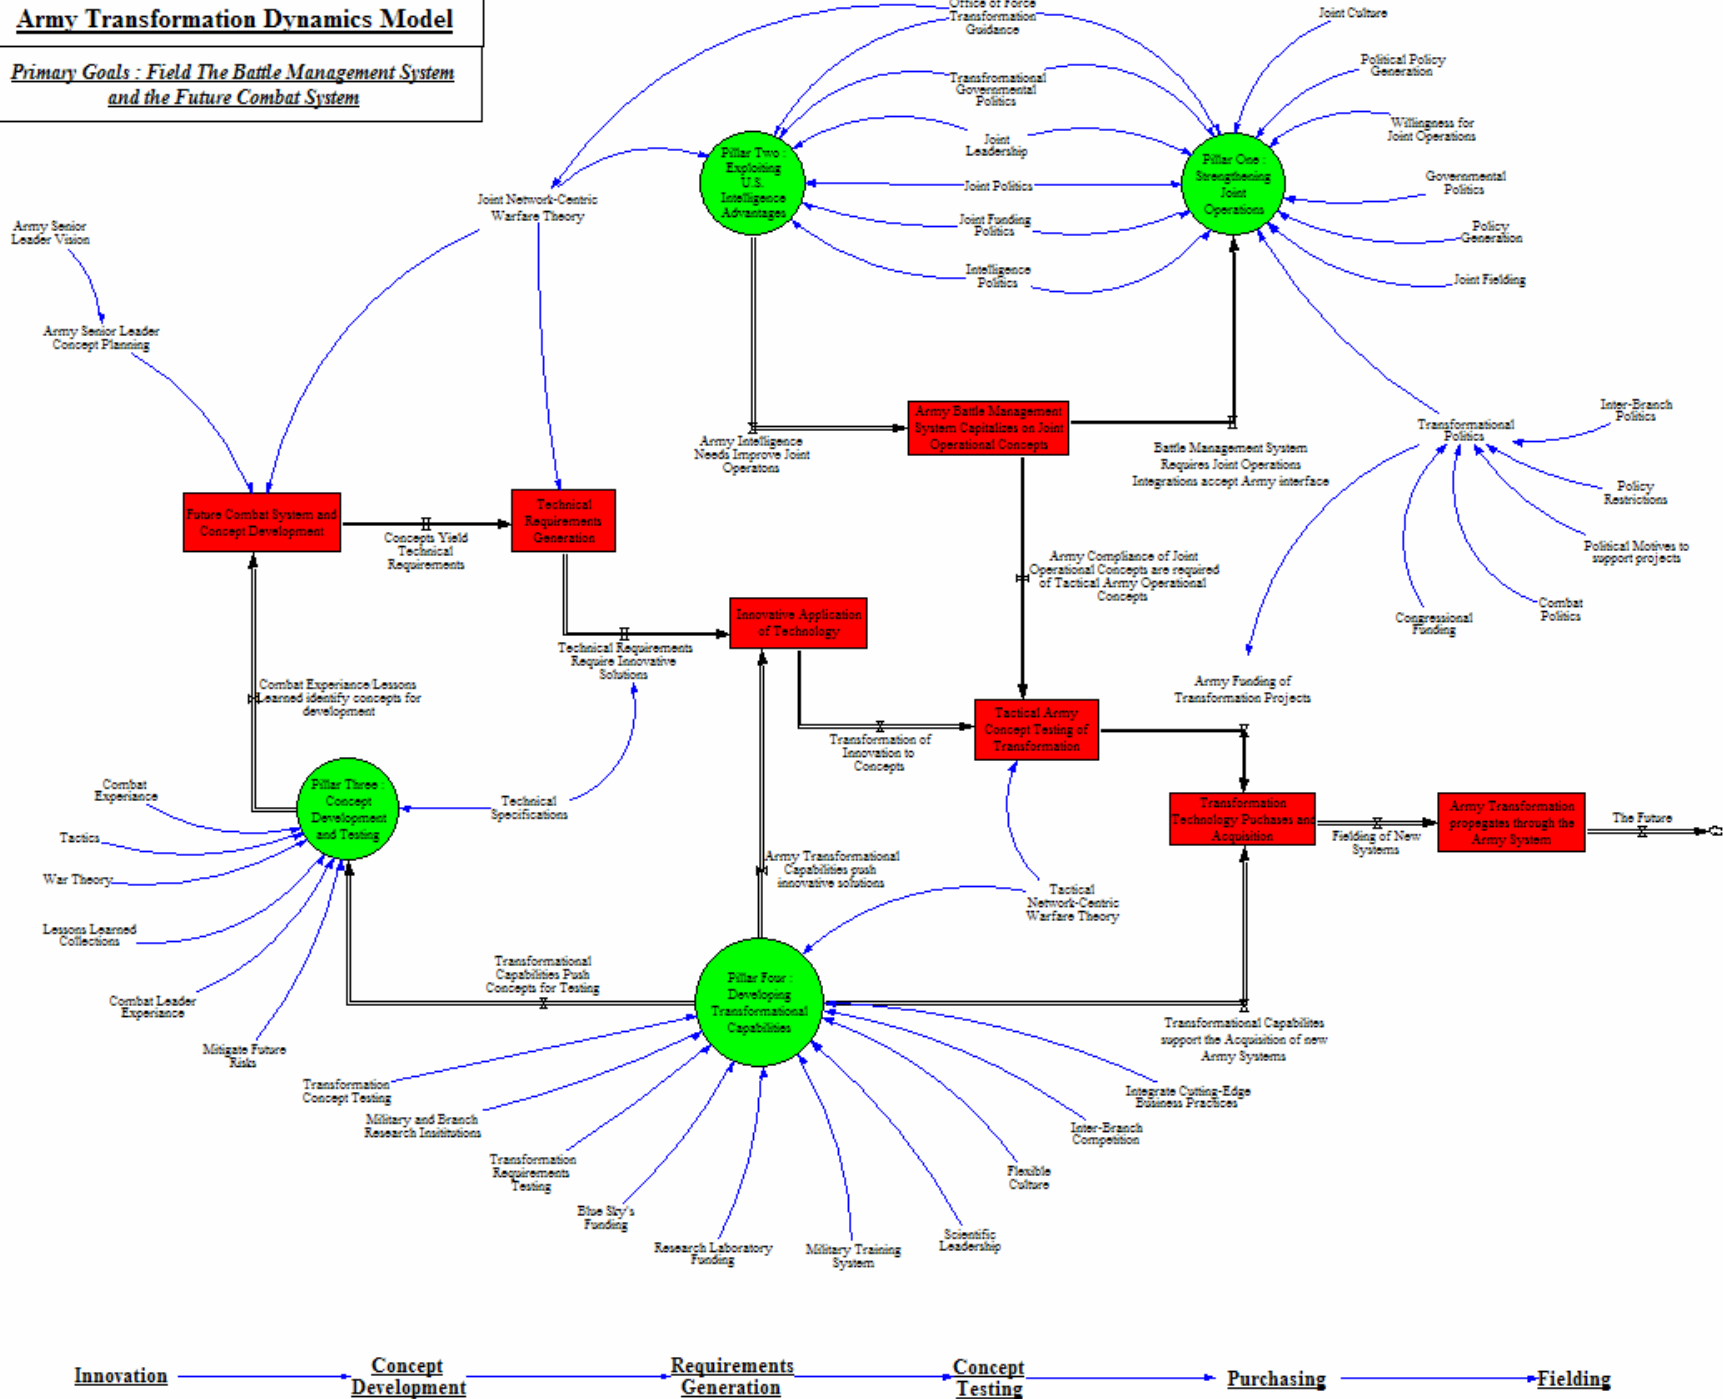 Army Transformation Dynamics Model
Primary Goals : Field The Battle Management System
and the Future Combat System
Office of Force
Transformation
Guidance
Joint Culture
Political Policy
Generation
Transfromational
Governmental
Politics
Willingness for
Joint Operations
Joint
Leadership
Pillar Two :
Exploiting
U.S.
Intelligence
Advantages
Pillar One :
Strengthening
Joint
Operations
Joint Politics
Governmental
Politics
Joint Network-Centric
Warfare Theory
Joint Funding
Politics
Policy
Generation
Army Senior
Leader Vision
Intelligence
Politics
Joint Fielding
Army Senior Leader
Concept Planning
Army Battle Management
System Capitalizes on Joint
Operational Concepts
Inter-Branch
Politics
Transformational
Politics
Army Intelligence
Needs Improve Joint
Operatons
Battle Management System
Requires Joint Operations
Integrations accept Army interface
Policy
Restrictions
Future Combat System and
Concept Development
Technical
Requirements
Generation
Concepts Yield
Technical
Requirements
Political Motives to
support projects
Army Compliance of Joint
Operational Concepts are required
of Tactical Army Operational
Concepts
Combat
Politics
Congressional
Funding
Innovative Application
of Technology
Technical Requirements
Require Innovative
Solutions
Combat Experiance/Lessons
Learned identify concepts for
development
Army Funding of
Transformation Projects
Tactical Army
Concept Testing of
Transformation
Transformation of
Innovation to
Concepts
Combat
Experiance
Pillar Three :
Concept
Development
and Testing
Technical
Specifications
Transformation
Technology Puchases and
Acquisition
Army Transformation
propagates through the
Army System
The Future
Fielding of New
Systems
Tactics
War Theory
Army Transformational
Capabilities push
innovative solutions
Tactical
Network-Centric
Warfare Theory
Lessons Learned
Collections
Transformational
Capabilities Push
Concepts for Testing
Pillar Four :
Developing
Transformational
Capabilities
Combat Leader
Experiance
Mitigate Future
Risks
Transformational Capabilites
support the Acquisition of new
Army Systems
Transformation
Concept Testing
Integrate Cutting-Edge
Business Practices
Military and Branch
Research Insititutions
Inter-Branch
Competition
Transformation
Requirements
Testing
Flexible
Culture
Blue Sky's
Funding
Research Laboratory
Funding
Military Training
System
Scientific
Leadership
Innovation
Concept
Development
Requirements
Generation
Concept
Testing
Purchasing
Fielding